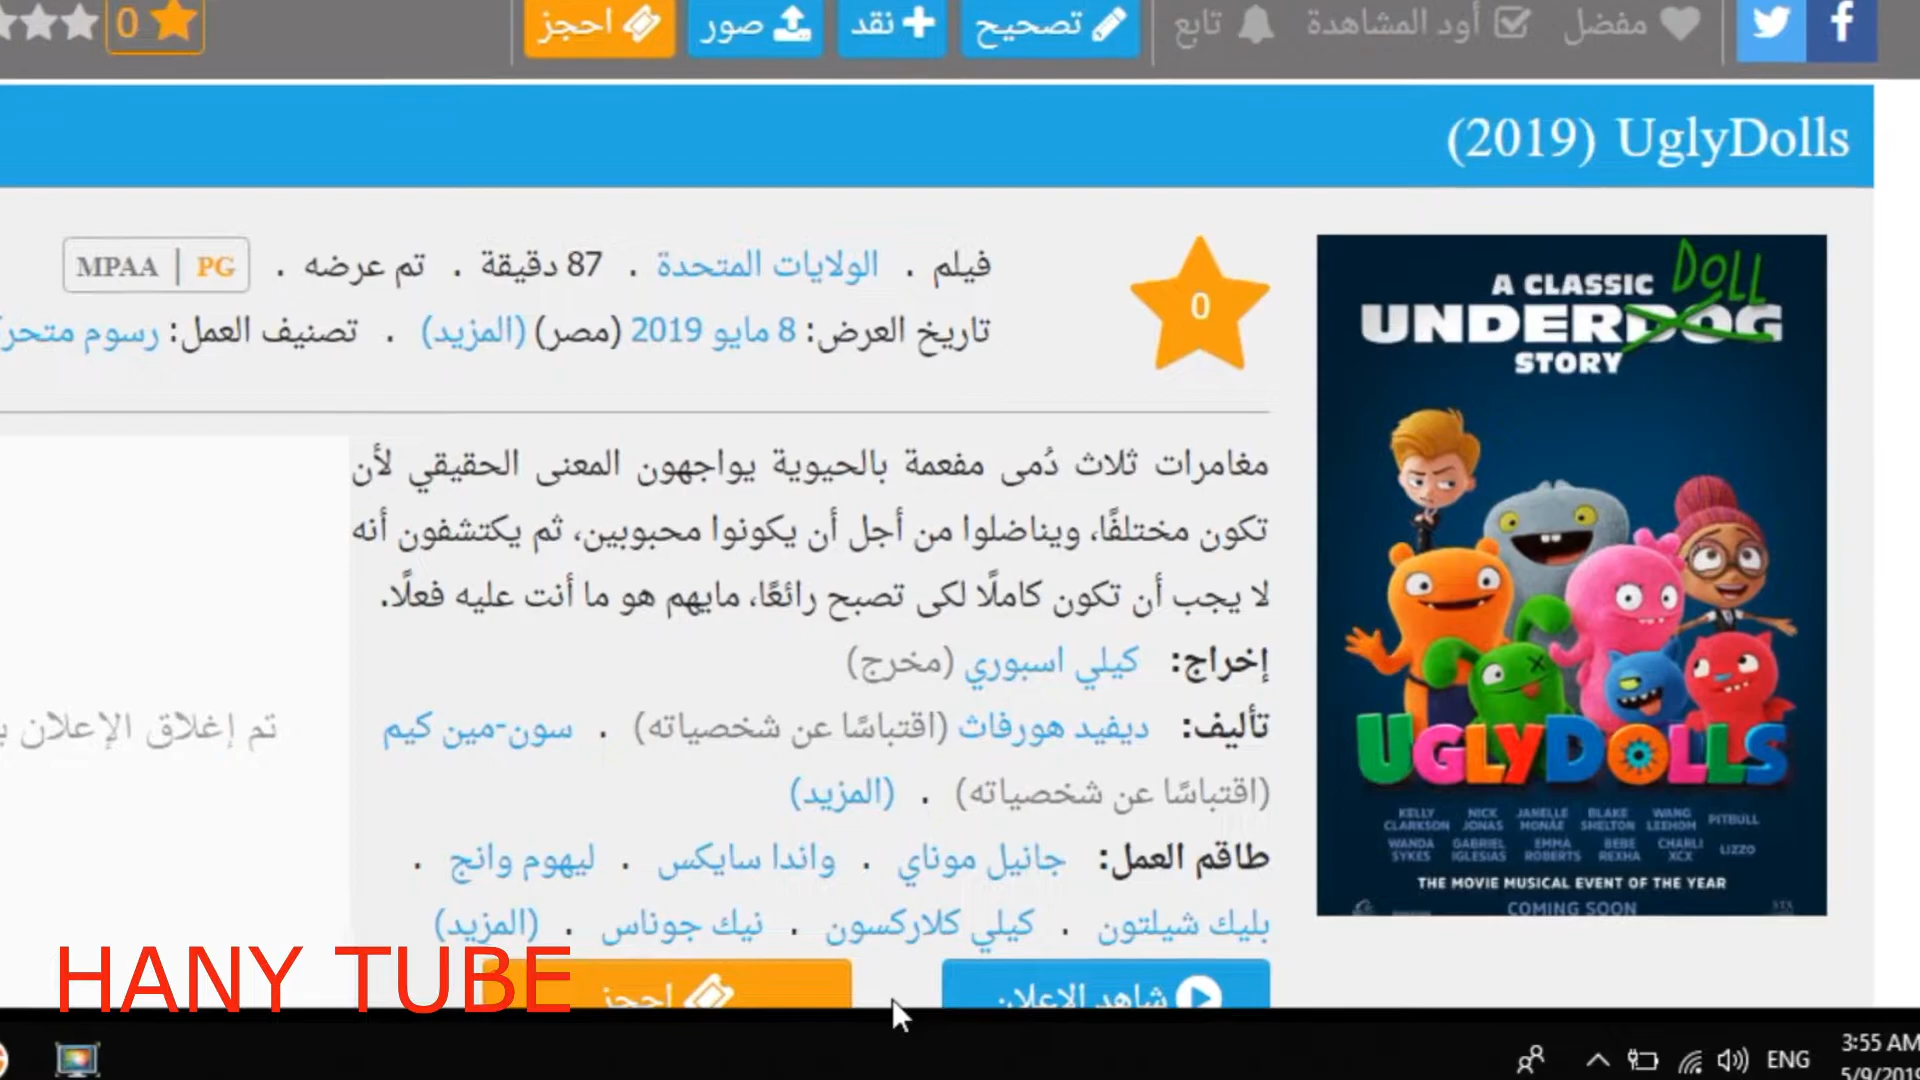 مفضل
أود المشاهدة
تابع
تصحيح
نقد
صور
احجز
0
UglyDolls (2019)
فيلم . الولايات المتحدة . 87 دقيقة . تم عرضه . MPAA | PG
تاريخ العرض: 8 مايو 2019 (مصر) (المزيد) . تصنيف العمل: رسوم
0
مغامرات ثلاث دُمى مفعمة بالحيوية يواجهون المعنى الحقيقي لأن
تكون مختلفًا، ويناضلوا من أجل أن يكونوا محبوبين، ثم يكتشفون أنه
لا يجب أن تكون كاملًا لكى تصبح رائعًا، مايهم هو ما أنت عليه فعلًا.
إخراج: كيلي اسبوري (مخرج)
تأليف: ديفيد هورفاث (اقتباسًا عن شخصياته) . سون-مين كيم
(اقتباسًا عن شخصياته) . (المزيد)
طاقم العمل: جانيل موناي . واندا سايكس . ليهوم وانج .
بليك شيلتون . كيلي كلاركسون . نيك جوناس . (المزيد)
شاهد الإعلان
احجز
تم إغلاق الإعلان
A CLASSIC DOLL
UNDERDOG
STORY
UGLYDOLLS
KELLY CLARKSON NICK JONAS JANELLE MONÁE BLAKE SHELTON WANG LEEHOM PITBULL
WANDA SYKES GABRIEL IGLESIAS EMMA ROBERTS BEBE REXHA CHARLI XCX LIZZO
THE MOVIE MUSICAL EVENT OF THE YEAR
COMING SOON
HANY TUBE
ENG
3:55 AM
5/9/2019